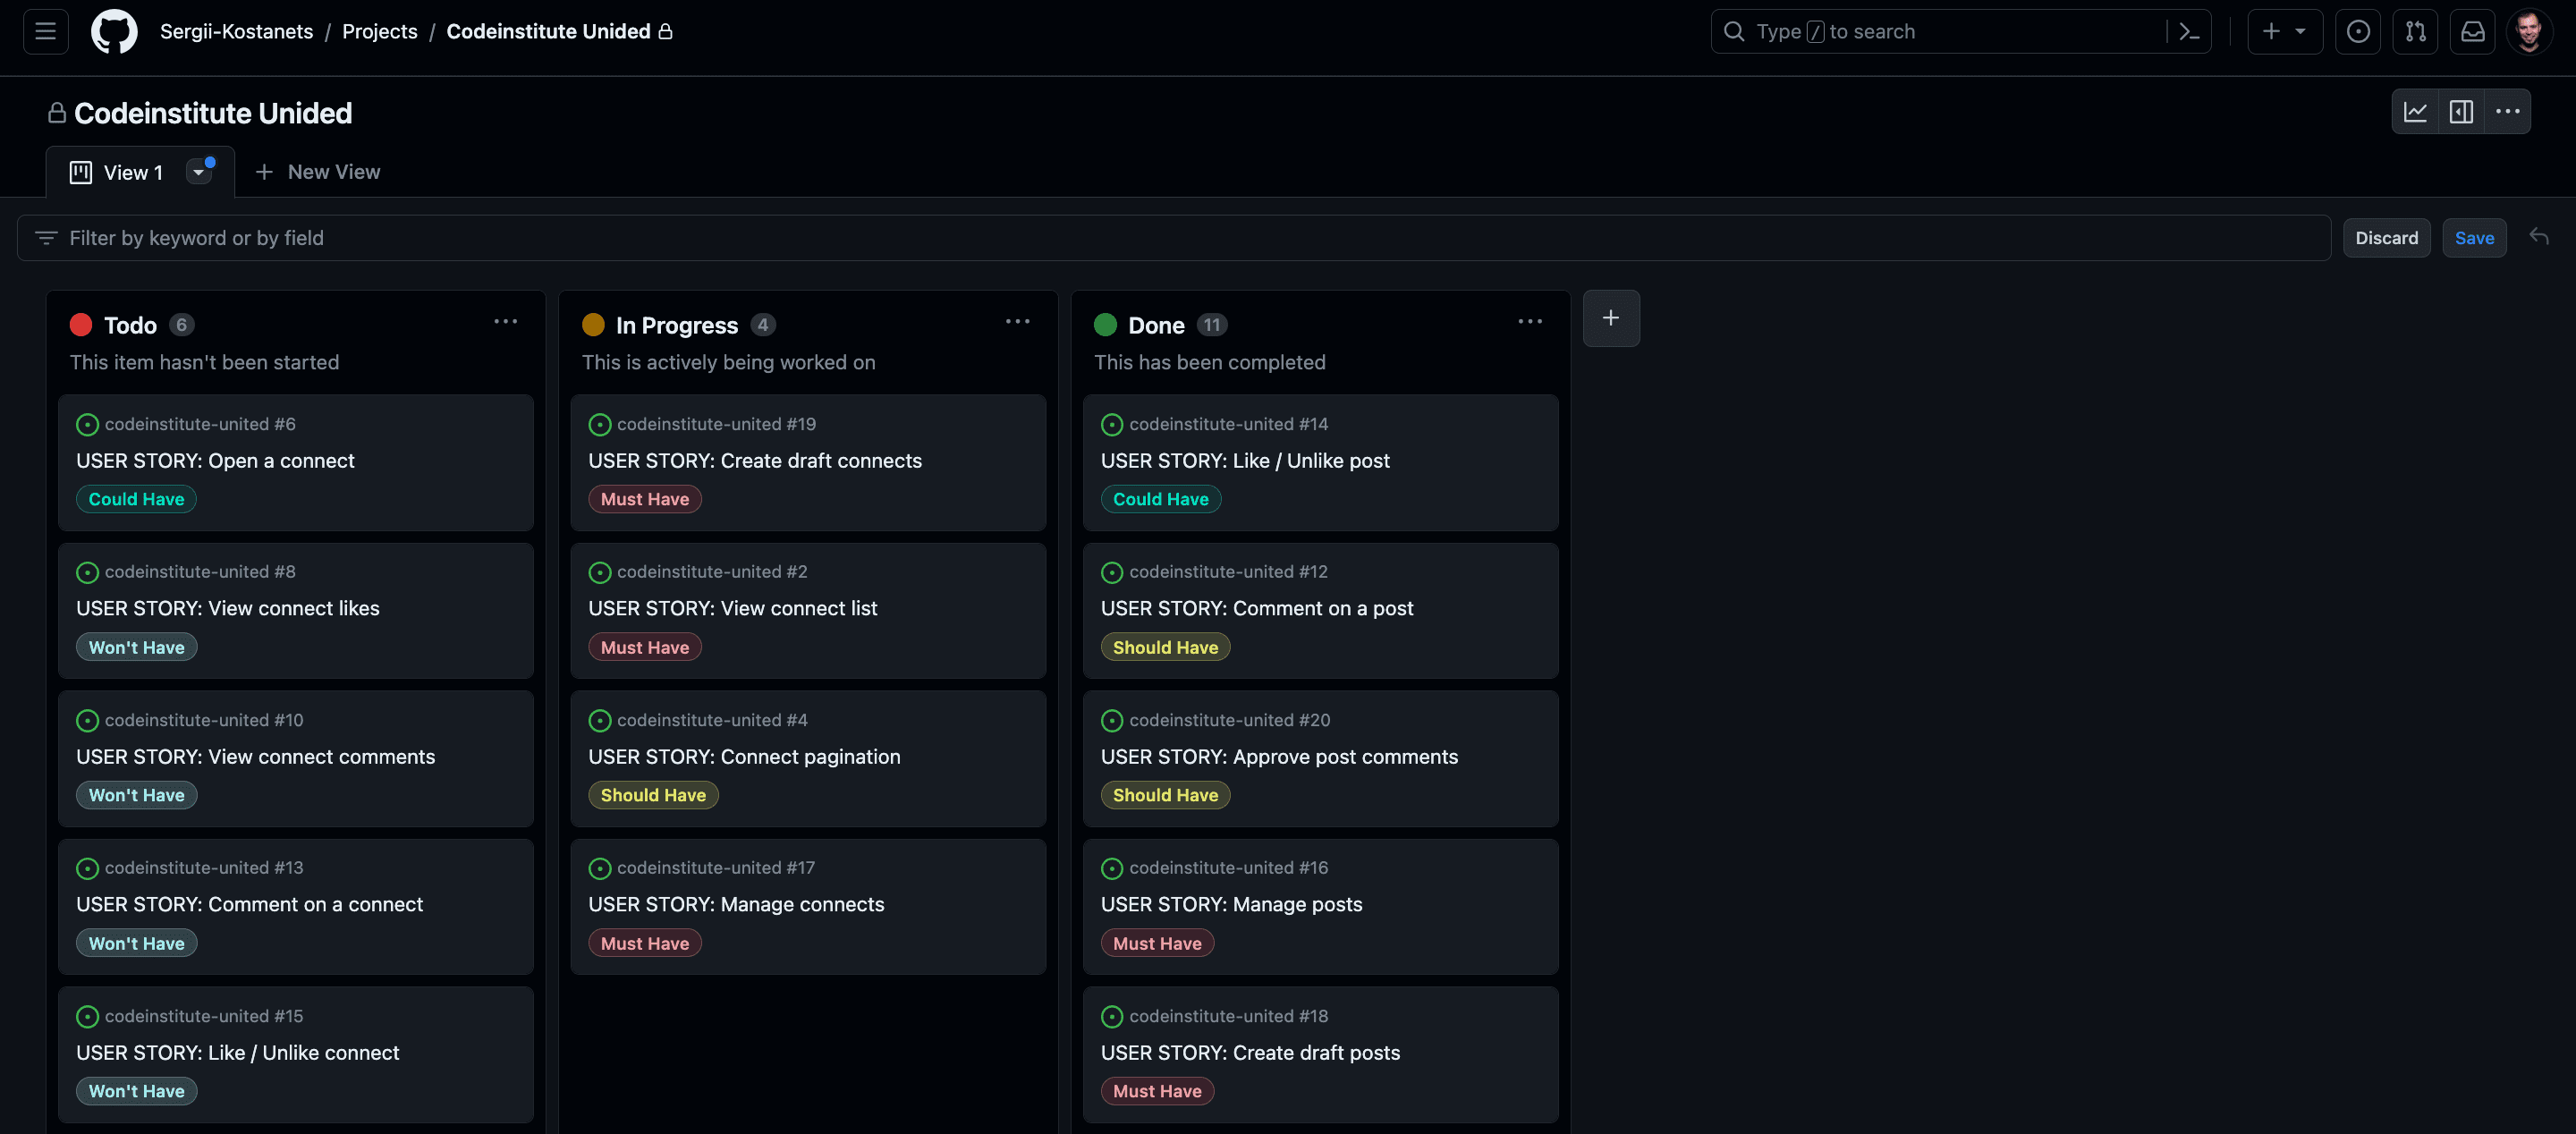 Sergii-Kostanets / Projects / Codeinstitute Unided
Type / to search
Codeinstitute Unided
View 1
New View
Filter by keyword or by field
Discard
Save
Todo 6
This item hasn't been started
codeinstitute-united #6
USER STORY: Open a connect
Could Have
codeinstitute-united #8
USER STORY: View connect likes
Won't Have
codeinstitute-united #10
USER STORY: View connect comments
Won't Have
codeinstitute-united #13
USER STORY: Comment on a connect
Won't Have
codeinstitute-united #15
USER STORY: Like / Unlike connect
Won't Have
In Progress 4
This is actively being worked on
codeinstitute-united #19
USER STORY: Create draft connects
Must Have
codeinstitute-united #2
USER STORY: View connect list
Must Have
codeinstitute-united #4
USER STORY: Connect pagination
Should Have
codeinstitute-united #17
USER STORY: Manage connects
Must Have
Done 11
This has been completed
codeinstitute-united #14
USER STORY: Like / Unlike post
Could Have
codeinstitute-united #12
USER STORY: Comment on a post
Should Have
codeinstitute-united #20
USER STORY: Approve post comments
Should Have
codeinstitute-united #16
USER STORY: Manage posts
Must Have
codeinstitute-united #18
USER STORY: Create draft posts
Must Have